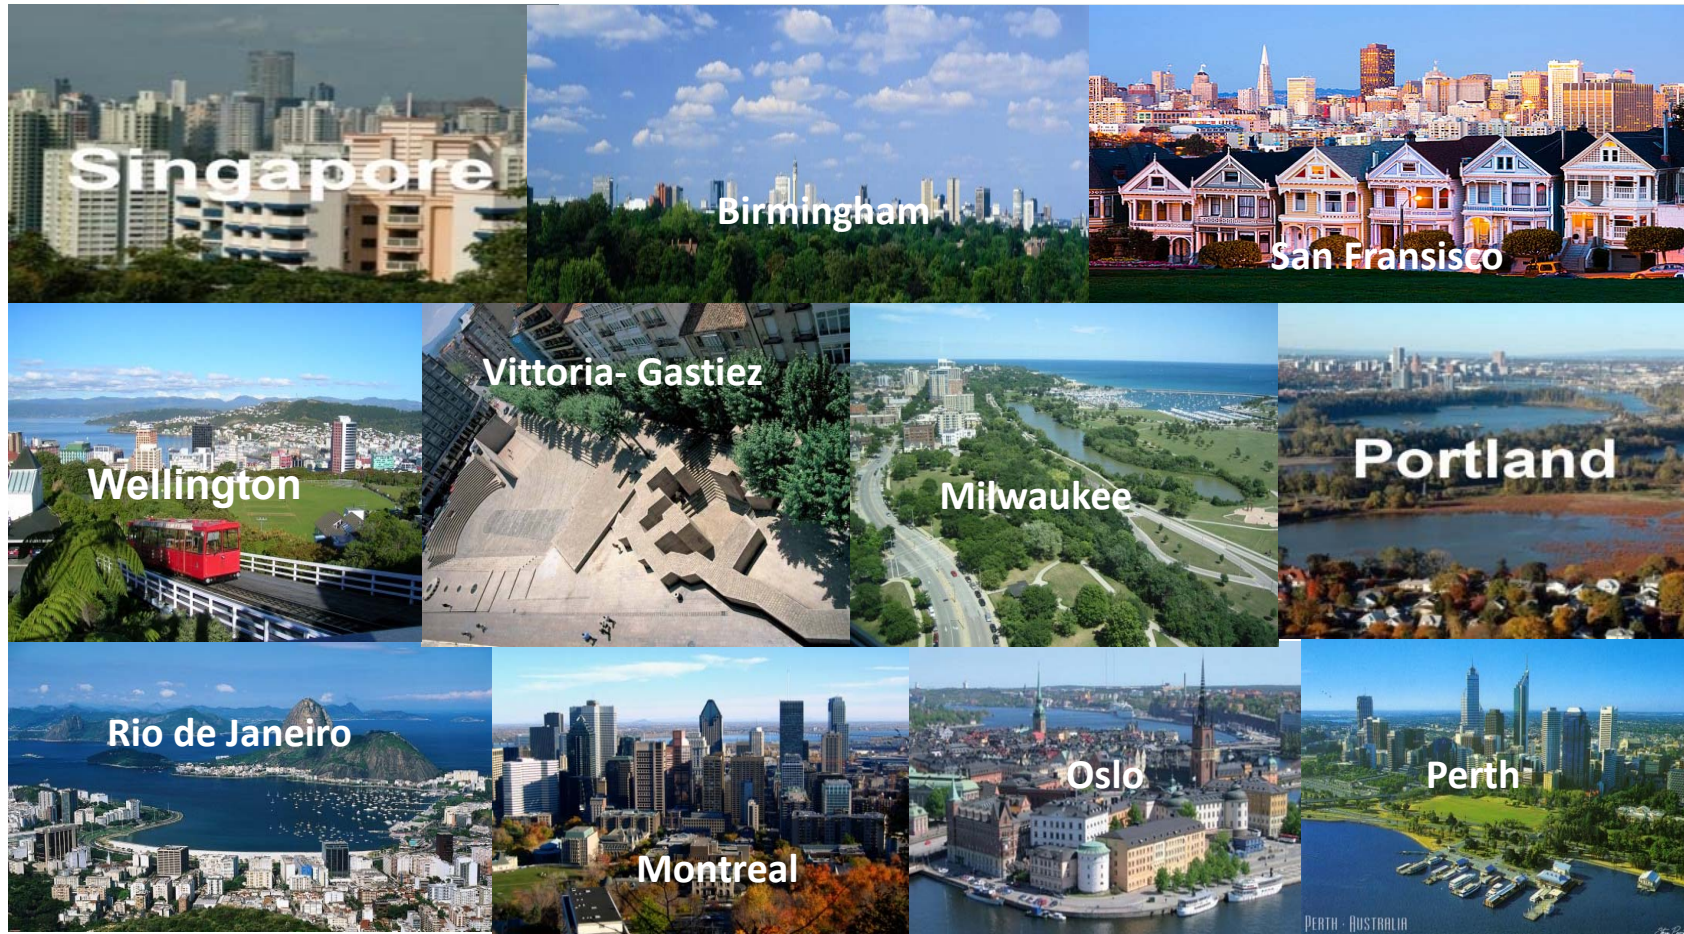 Singapore
Birmingham
San Fransisco
Wellington
Vittoria- Gastiez
Milwaukee
Portland
Rio de Janeiro
Montreal
Oslo
Perth
PERTH · AUSTRALIA